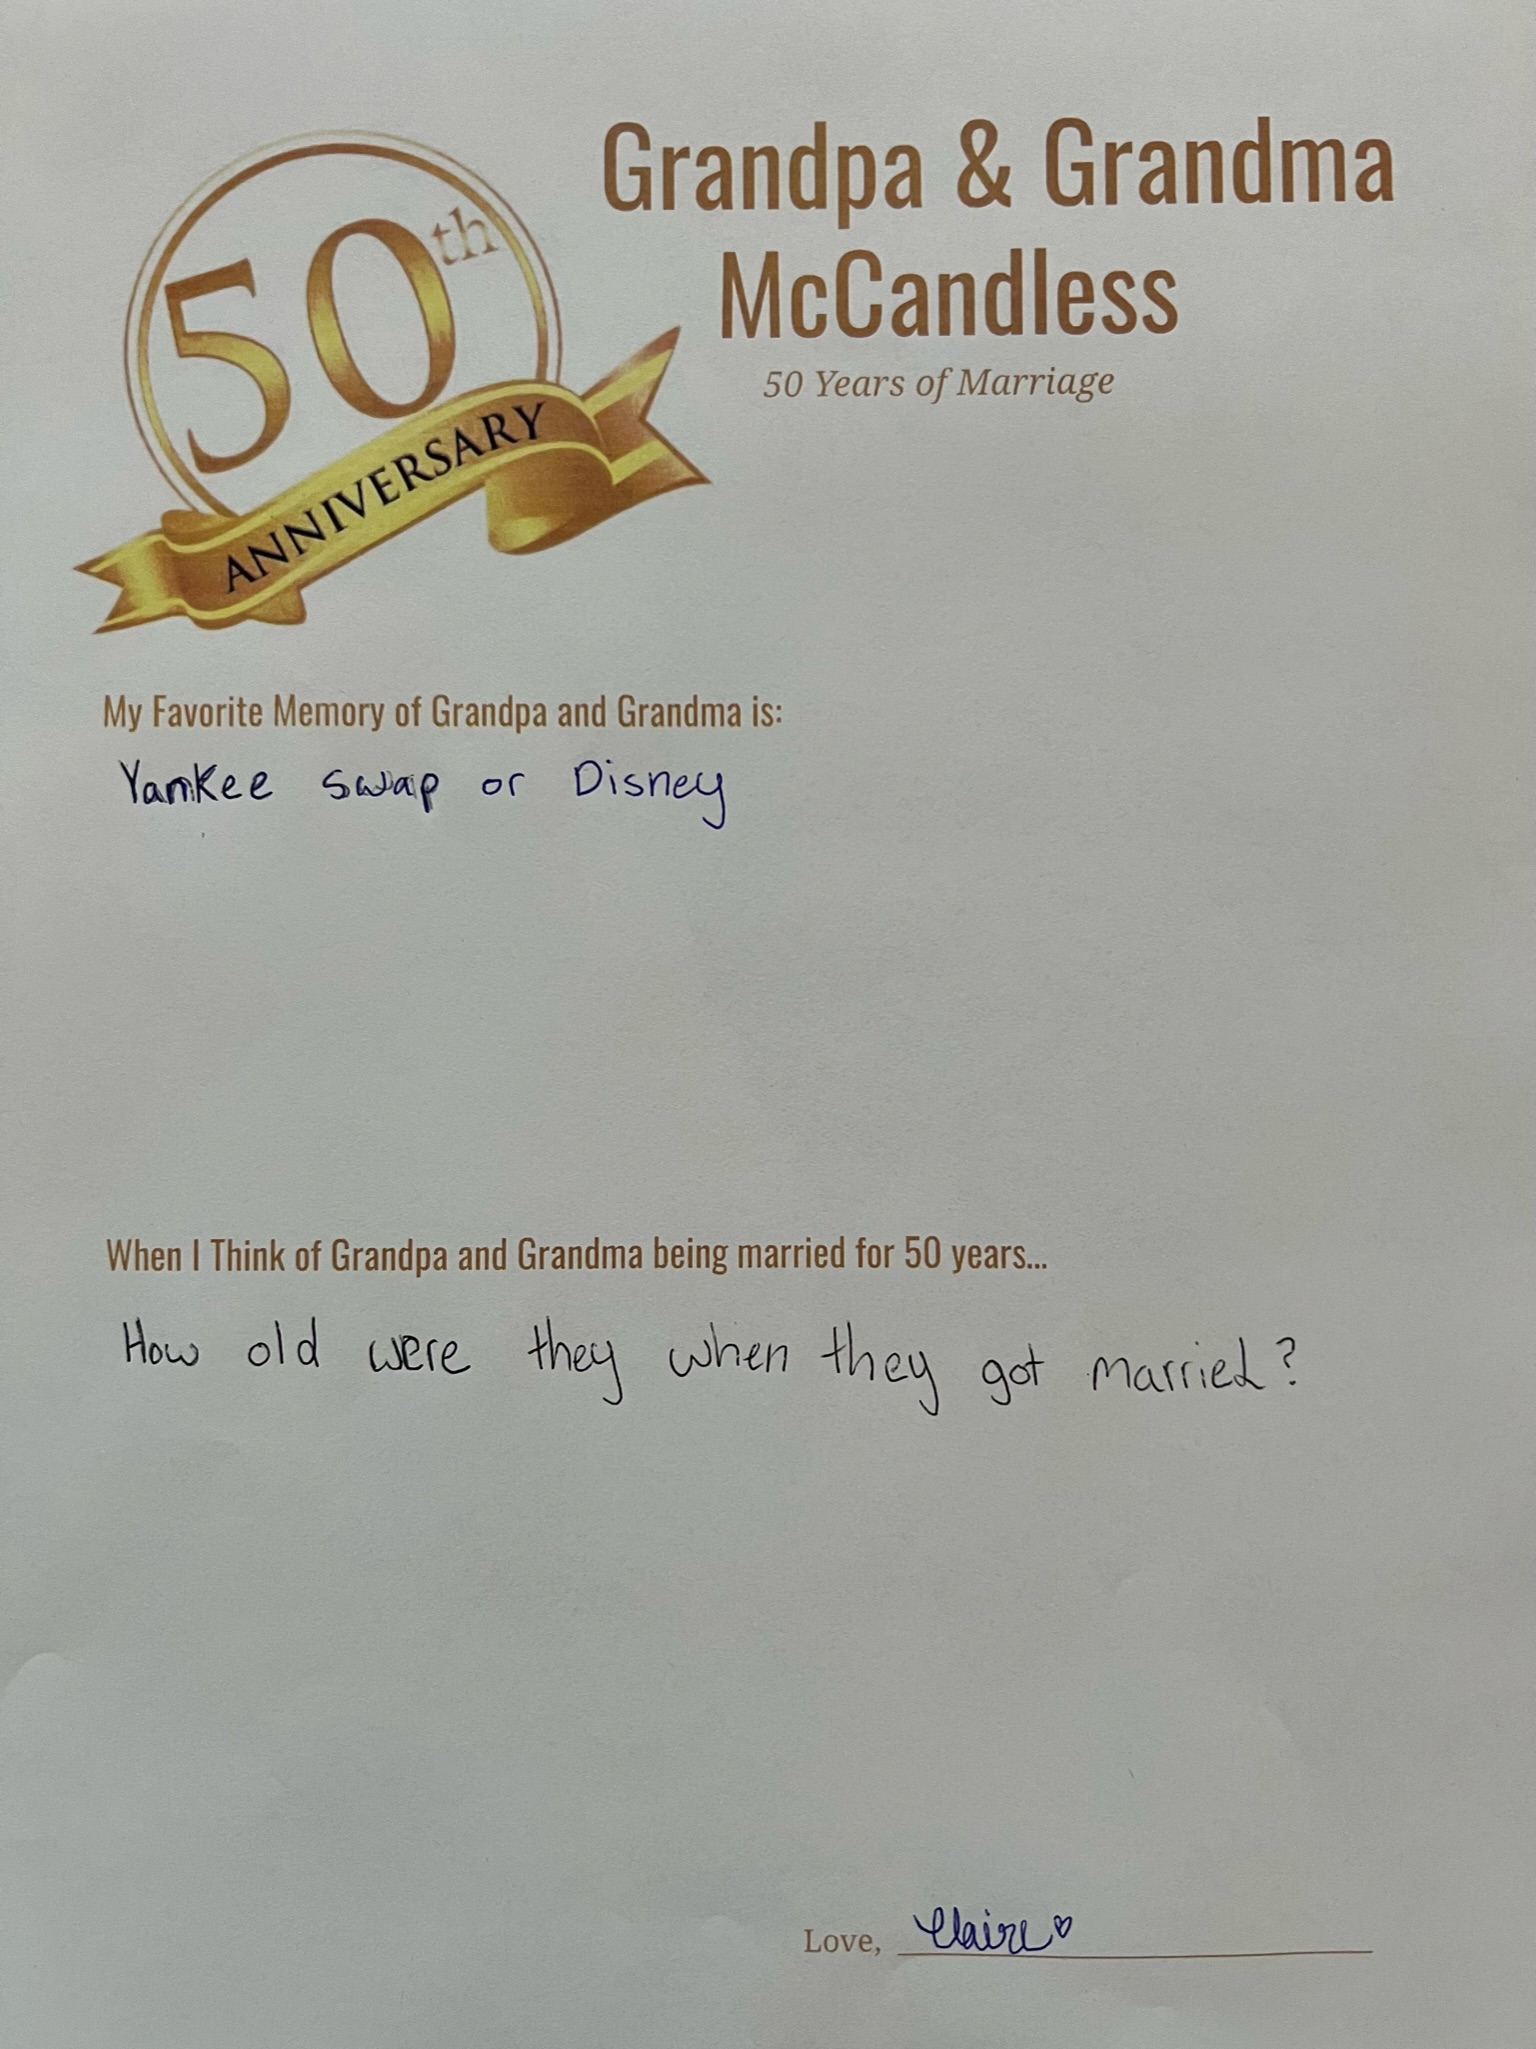 50th
ANNIVERSARY
Grandpa & Grandma
McCandless
50 Years of Marriage
My Favorite Memory of Grandpa and Grandma is:
Yankee swap or Disney
When I Think of Grandpa and Grandma being married for 50 years...
How old were they when they got married?
Love, Claire♡